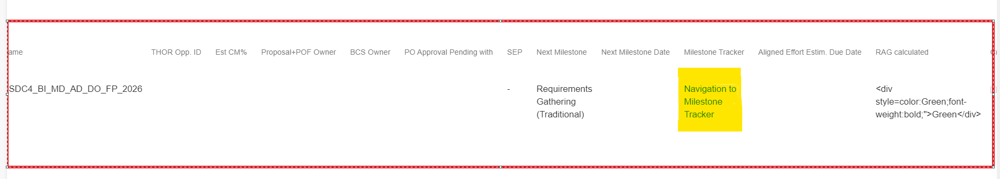 ame THOR Opp. ID Est CM% Proposal+POF Owner BCS Owner PO Approval Pending with SEP Next Milestone Next Milestone Date Milestone Tracker Aligned Effort Estim. Due Date RAG calculated
SDC4_BI_MD_AD_DO_FP_2026 - Requirements Navigation to <div
Gathering Milestone style=color:Green;font-
(Traditional) Tracker weight:bold;">Green</div>